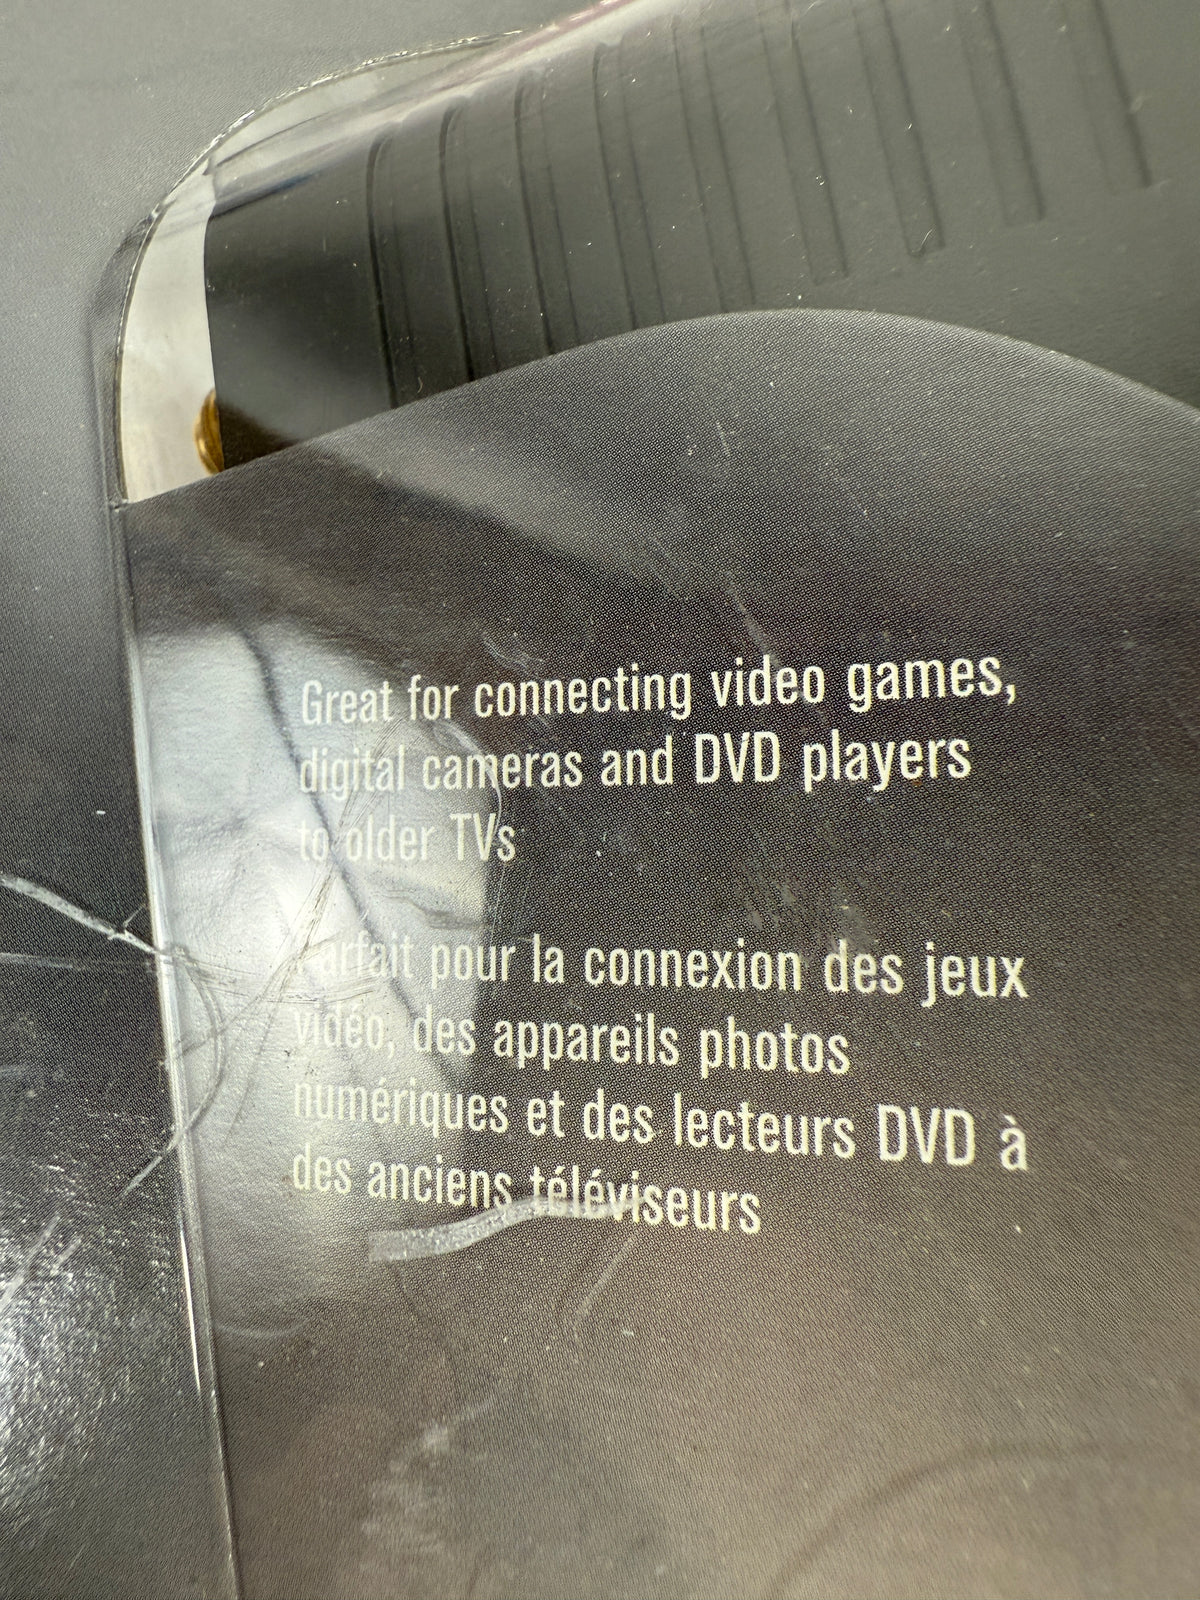 Great for connecting video games,
digital cameras and DVD players
to older TVs
Parfait pour la connexion des jeux
vidéo, des appareils photos
numériques et des lecteurs DVD à
des anciens téléviseurs